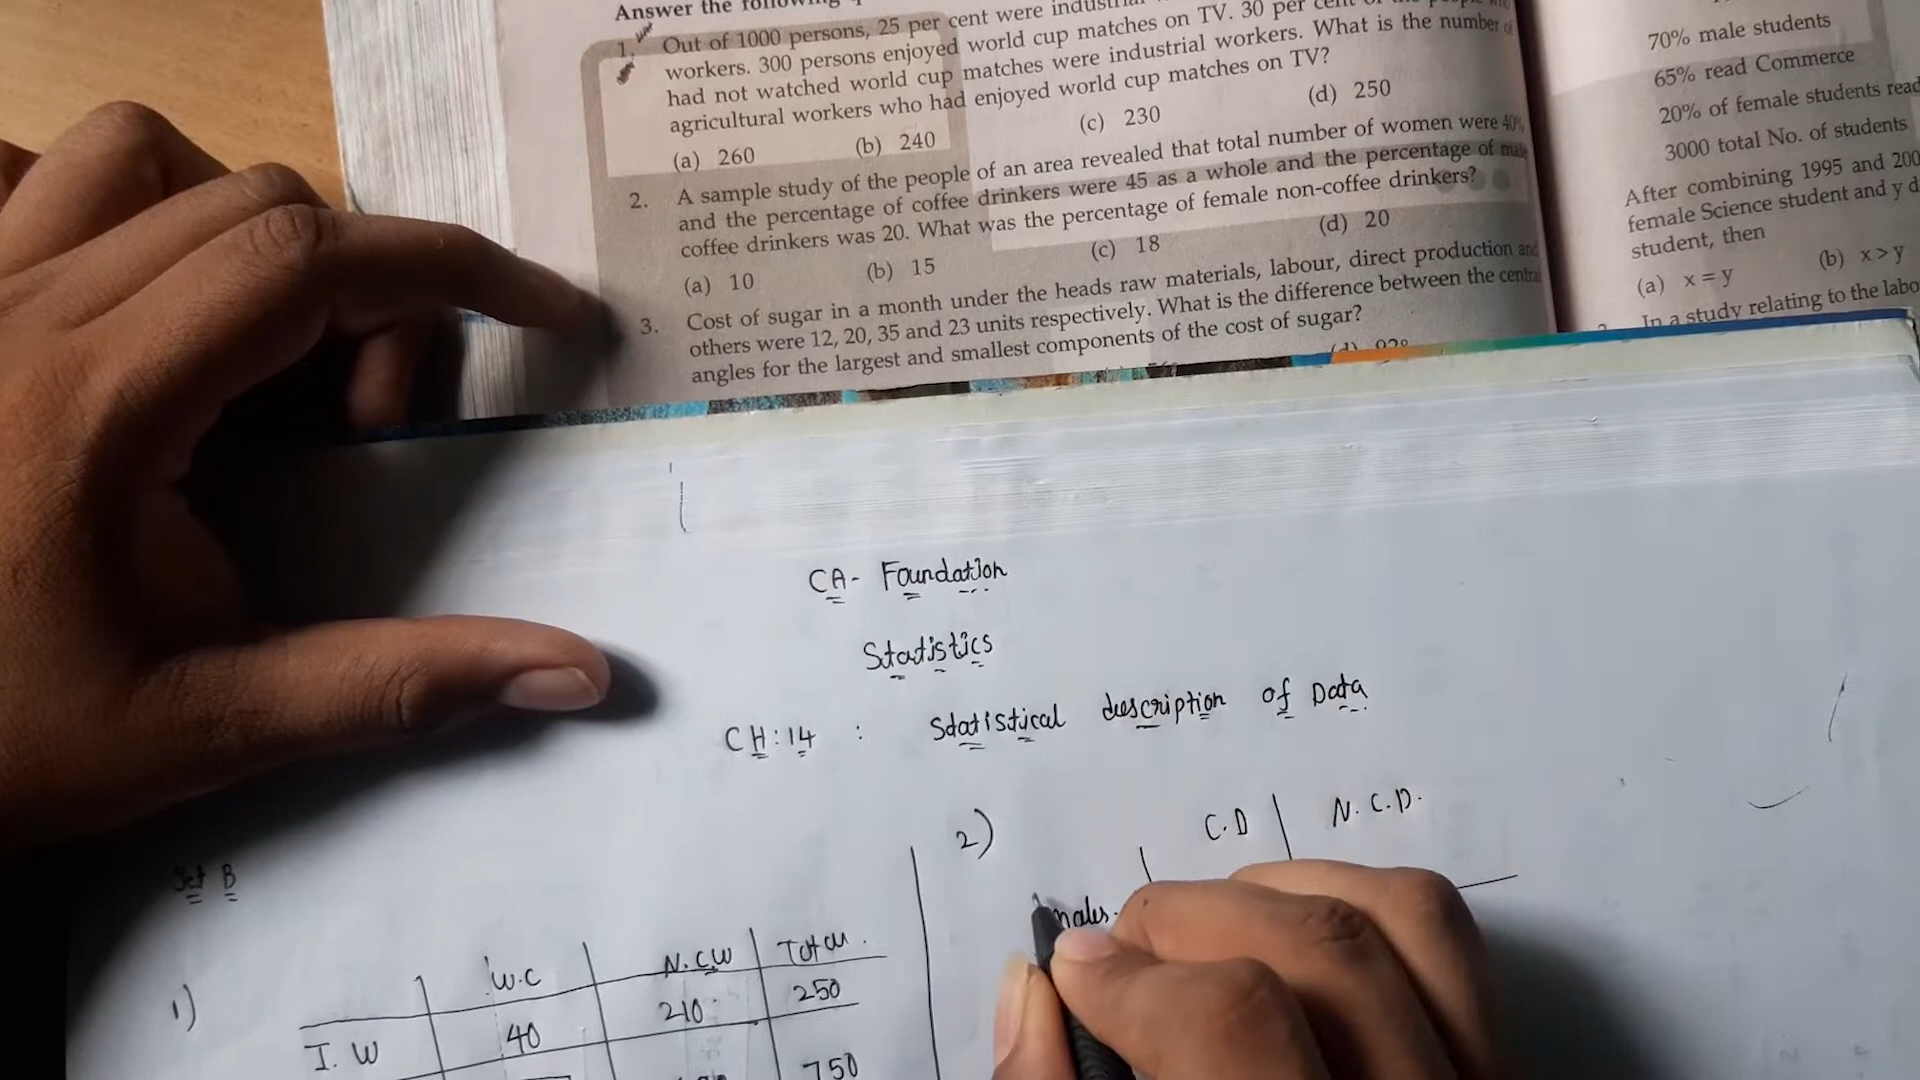 Answer the following
1. Out of 1000 persons, 25 per cent were industrial
workers. 300 persons enjoyed world cup matches on TV. 30 per cent of the people who
had not watched world cup matches were industrial workers. What is the number of
agricultural workers who had enjoyed world cup matches on TV?
(a) 260 (b) 240 (c) 230 (d) 250
2. A sample study of the people of an area revealed that total number of women were 40%
and the percentage of coffee drinkers were 45 as a whole and the percentage of male
coffee drinkers was 20. What was the percentage of female non-coffee drinkers?
(a) 10 (b) 15 (c) 18 (d) 20
3. Cost of sugar in a month under the heads raw materials, labour, direct production and
others were 12, 20, 35 and 23 units respectively. What is the difference between the central
angles for the largest and smallest components of the cost of sugar?
(d) 92°
70% male students
65% read Commerce
20% of female students read
3000 total No. of students
After combining 1995 and 200
female Science student and y d
student, then
(a) x = y (b) x > y
In a study relating to the labo
CA - Foundation
Statistics
CH : 14 : Statistical description of Data
Set B
1)
W.C N.C.W Total
I. W 40 210 250
750
2)
C.D N.C.D.
males.